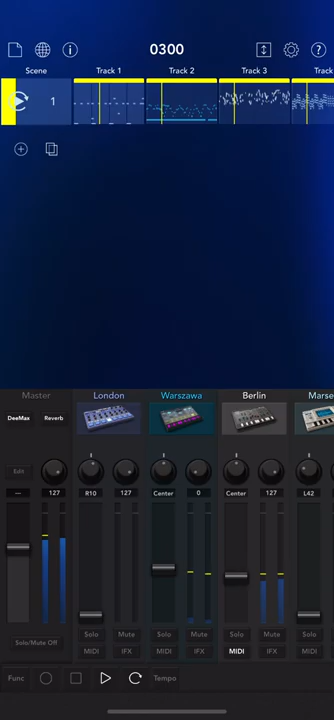 0300
Scene Track 1 Track 2 Track 3 Track
1
Master London Warszawa Berlin Marse
DeeMax Reverb
Edit
--- 127 R10 127 Center 0 Center 127 L42
Solo Mute Solo Mute Solo Mute Solo
Solo/Mute Off
MIDI IFX MIDI IFX MIDI IFX MIDI
Func Tempo